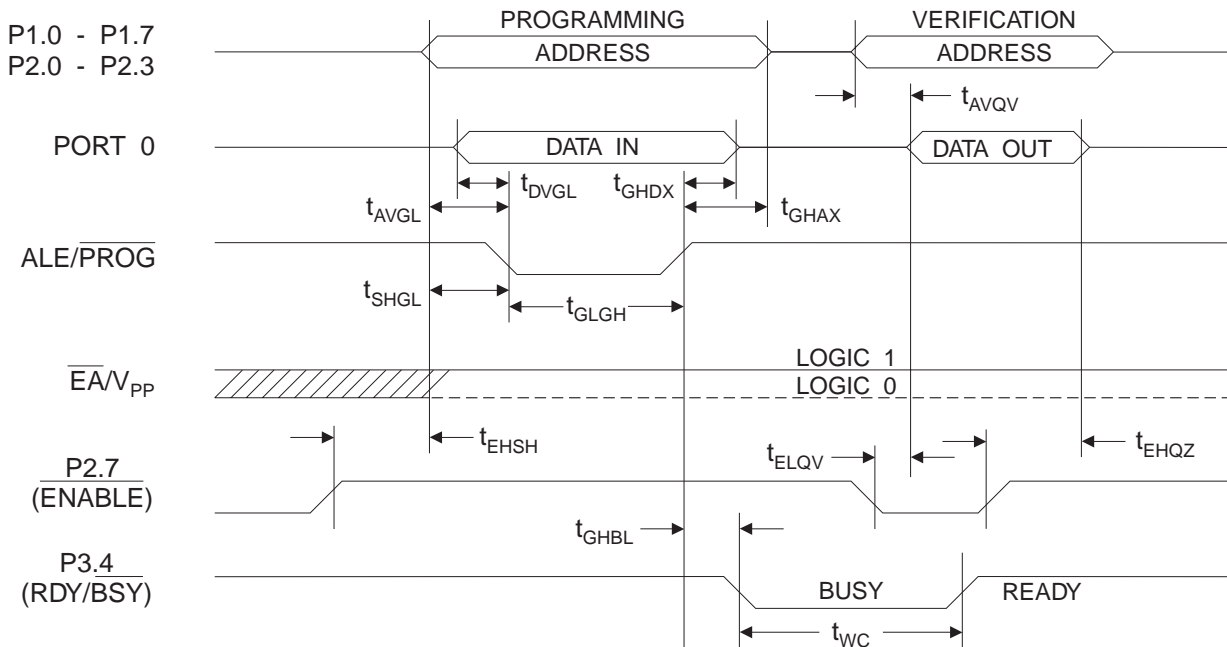 PROGRAMMING
VERIFICATION
P1.0 - P1.7
P2.0 - P2.3
ADDRESS
ADDRESS
tAVQV
PORT 0
DATA IN
DATA OUT
tDVGL
tGHDX
tAVGL
tGHAX
ALE/PROG
tSHGL
tGLGH
LOGIC 1
EA/VPP
LOGIC 0
tEHSH
tELQV
tEHQZ
P2.7
(ENABLE)
tGHBL
P3.4
(RDY/BSY)
BUSY
READY
tWC